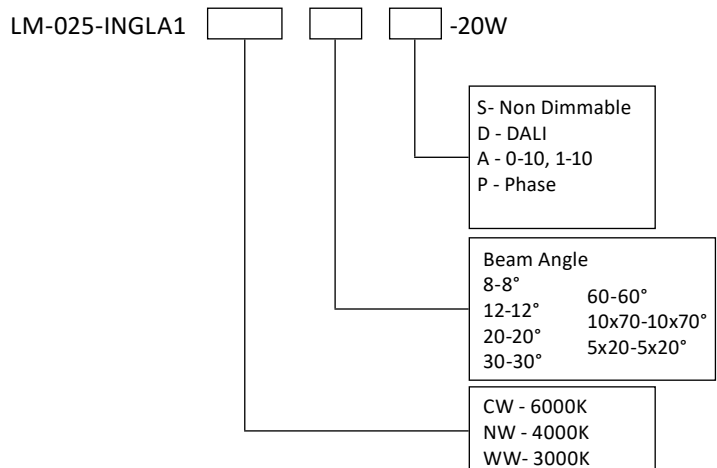 LM-025-INGLA1 -20W
S- Non Dimmable
D - DALI
A - 0-10, 1-10
P - Phase
Beam Angle
8-8°
12-12°
20-20°
30-30°
60-60°
10x70-10x70°
5x20-5x20°
CW - 6000K
NW - 4000K
WW- 3000K